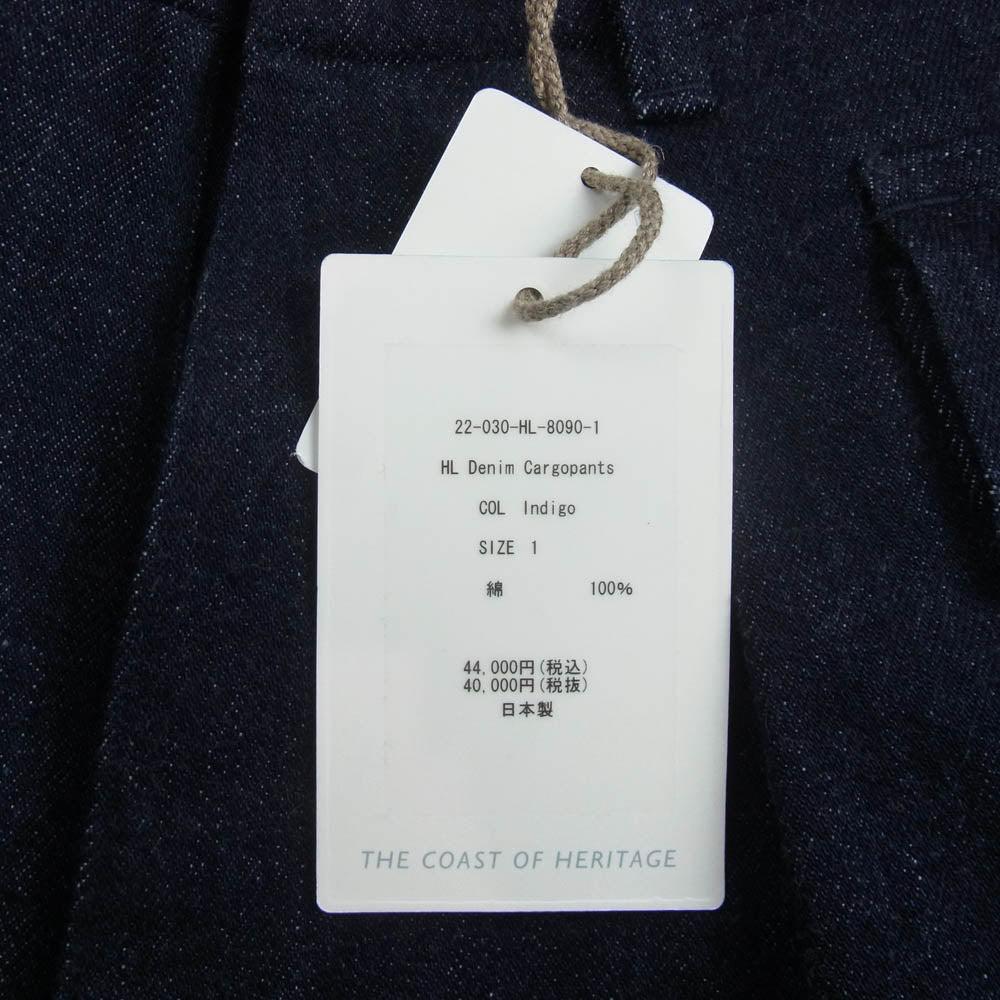 22-030-HL-8090-1
HL Denim Cargopants
COL Indigo
SIZE 1
綿 100%
44,000円(税込)
40,000円(税抜)
日本製
THE COAST OF HERITAGE